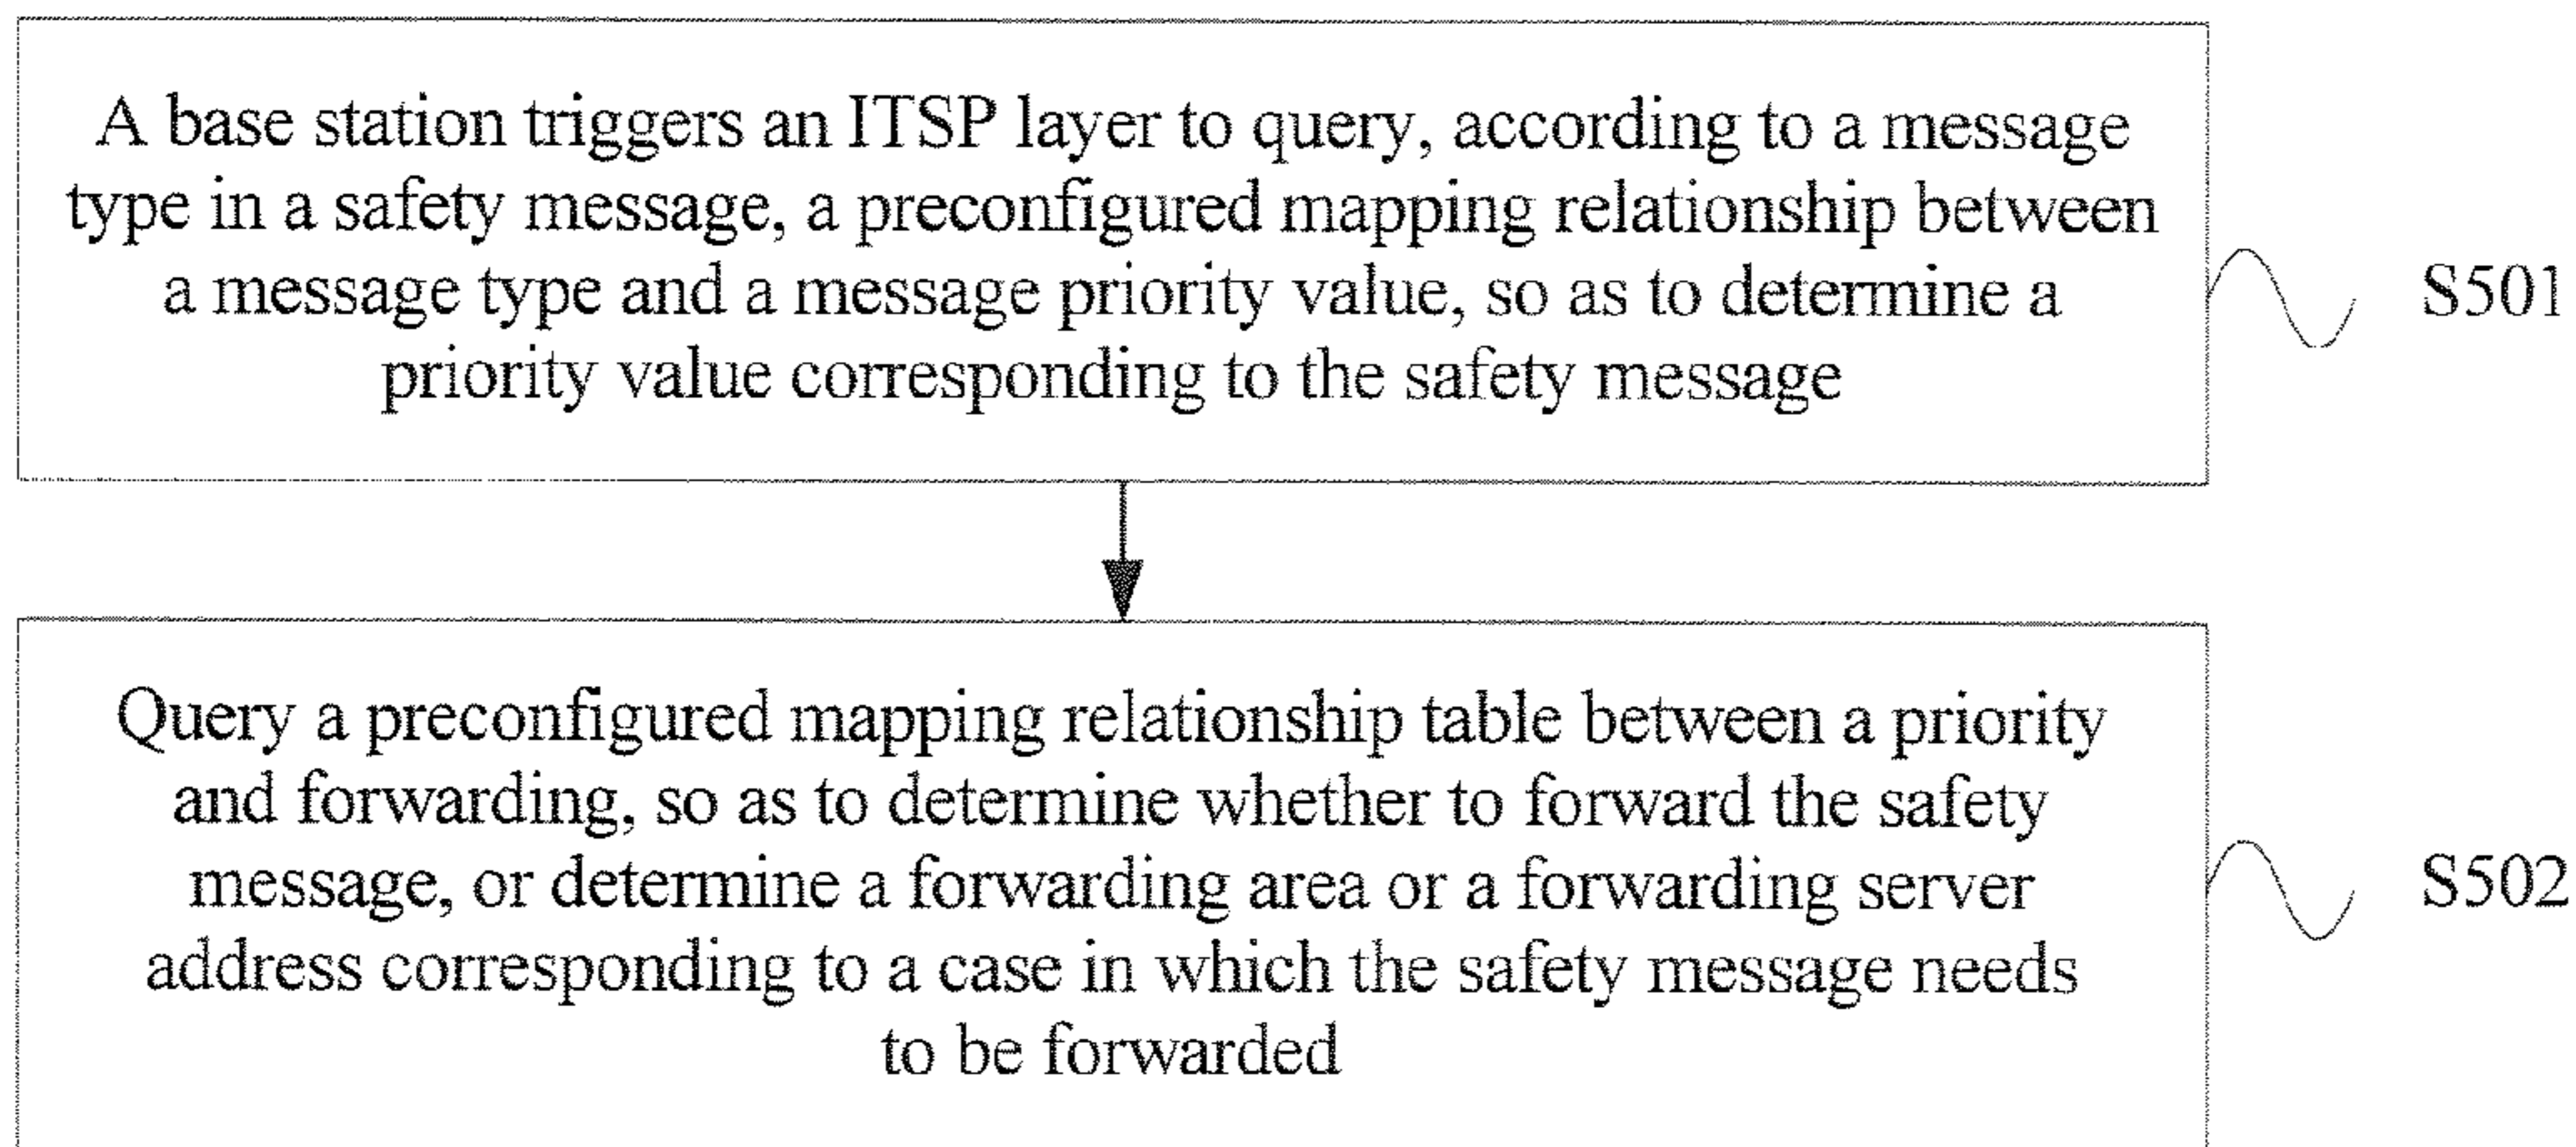 A base station triggers an ITSP layer to query, according to a message
type in a safety message, a preconfigured mapping relationship between
a message type and a message priority value, so as to determine a
priority value corresponding to the safety message
S501
Query a preconfigured mapping relationship table between a priority
and forwarding, so as to determine whether to forward the safety
message, or determine a forwarding area or a forwarding server
address corresponding to a case in which the safety message needs
to be forwarded
S502